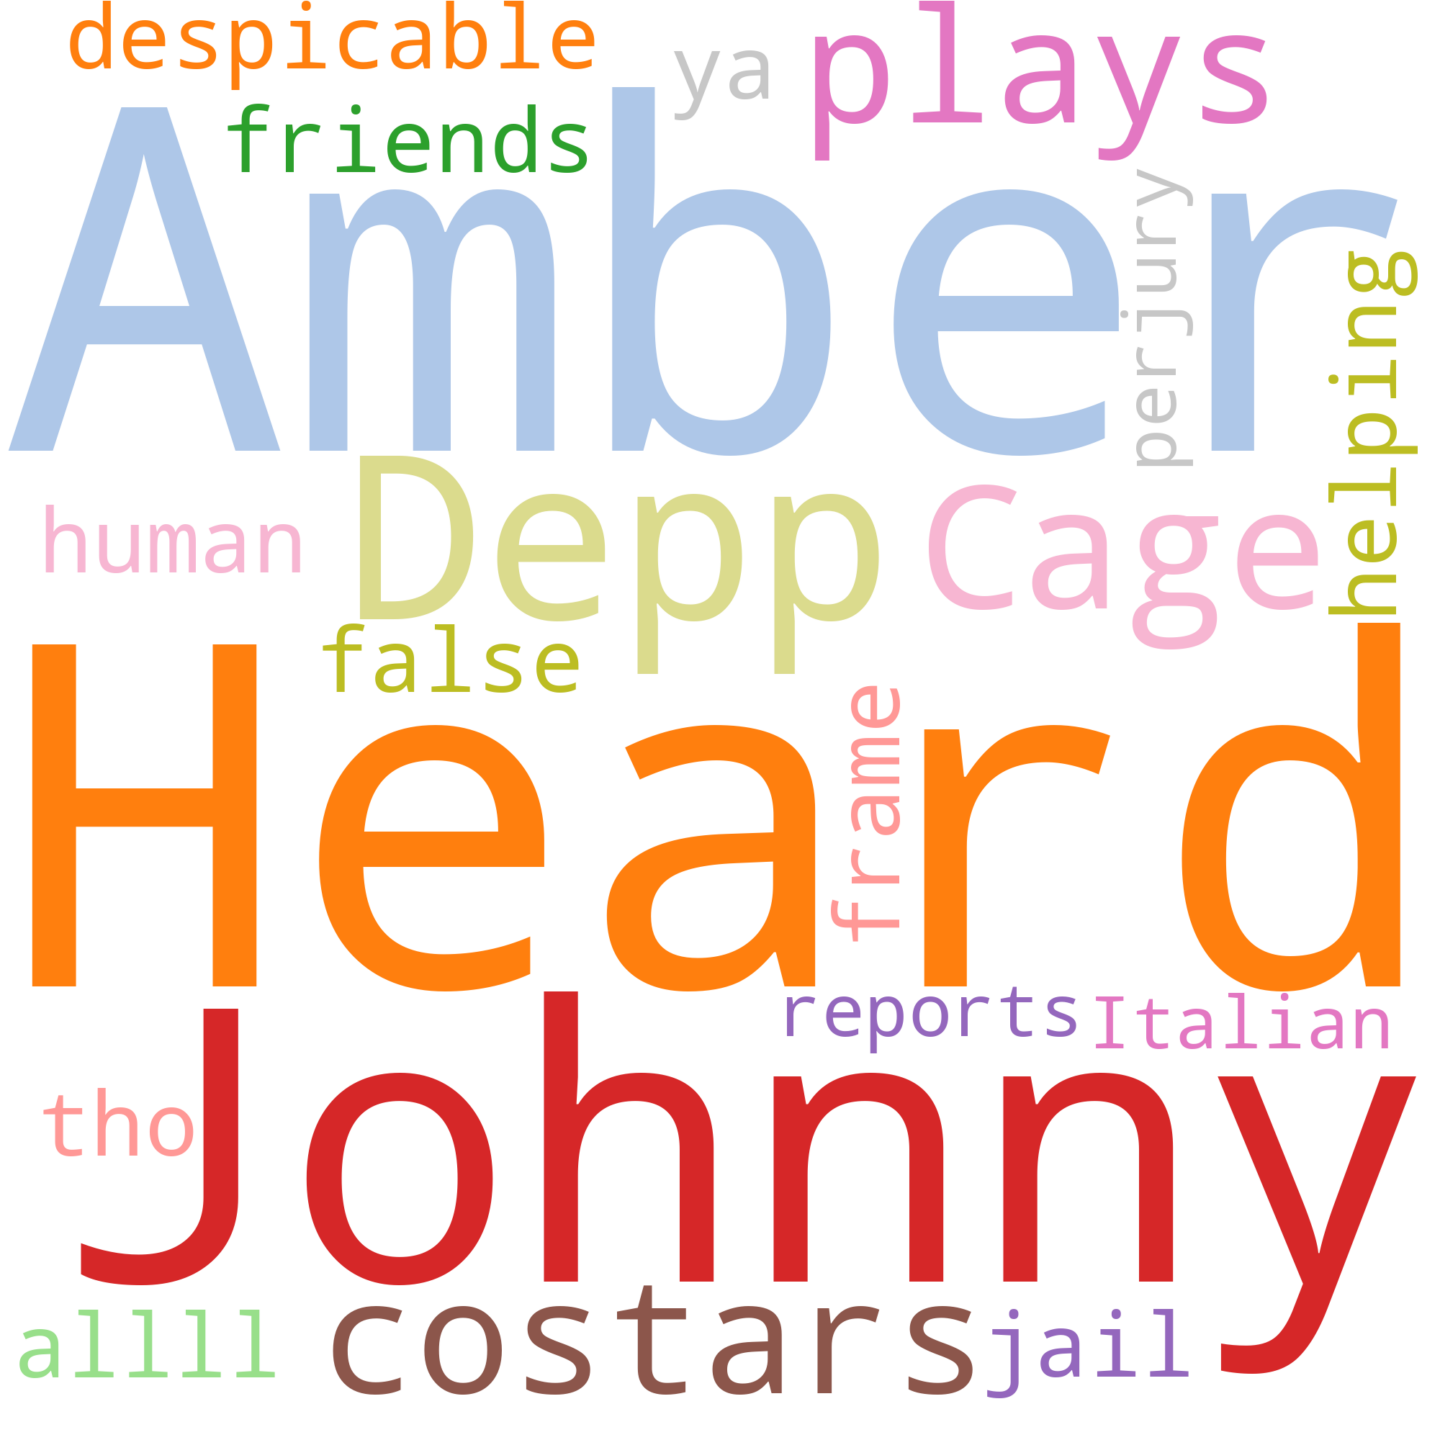 despicable
ya
plays
friends
Amber
perjury
helping
human
Depp
Cage
false
Heard
frame
reports
Italian
Johnny
tho
allll
costars
jail